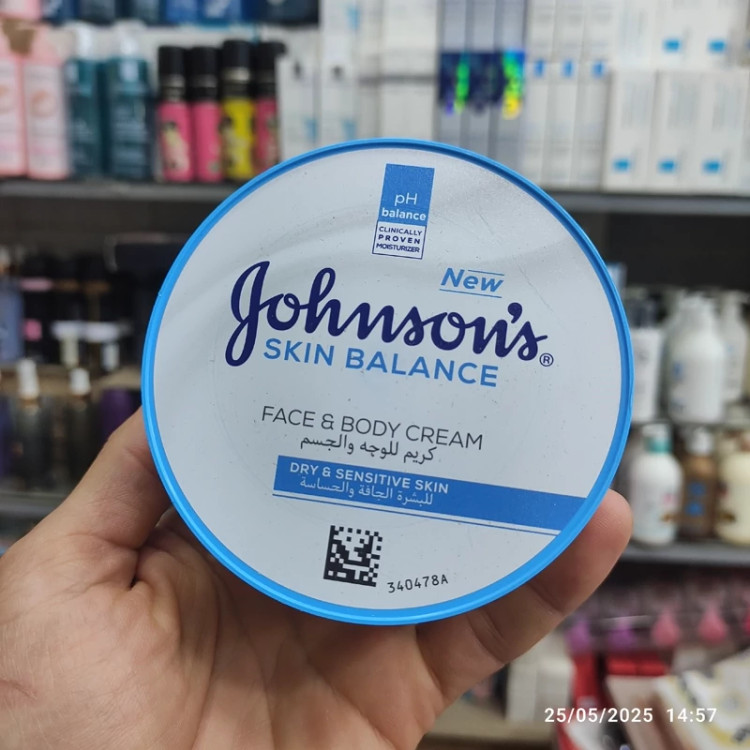 pH
balance
CLINICALLY
PROVEN
MOISTURIZER
New
Johnson's®
SKIN BALANCE
FACE & BODY CREAM
كريم للوجه والجسم
DRY & SENSITIVE SKIN
للبشرة الجافة والحساسة
340478A
25/05/2025 14:57